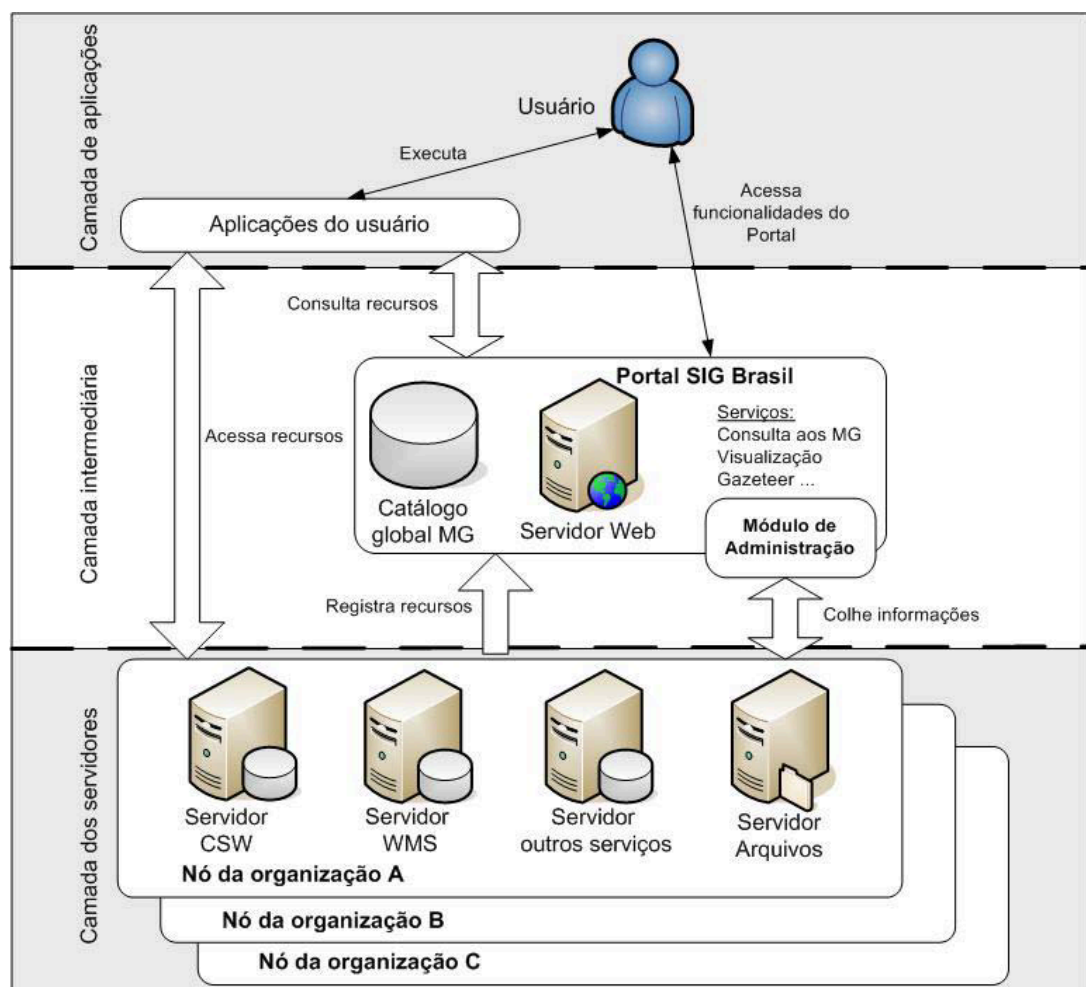 Camada de aplicações
Usuário
Executa
Acessa
funcionalidades do
Portal
Aplicações do usuário
Camada intermediária
Consulta recursos
Acessa recursos
Portal SIG Brasil
Serviços:
Consulta aos MG
Visualização
Gazeteer ...
Catálogo
global MG
Servidor Web
Módulo de
Administração
Registra recursos
Colhe informações
Camada dos servidores
Servidor
CSW
Servidor
WMS
Servidor
outros serviços
Servidor
Arquivos
Nó da organização A
Nó da organização B
Nó da organização C